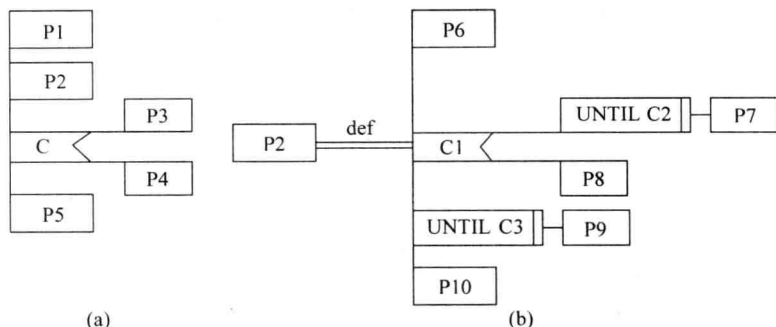 P1
P2
P3
C
P4
P5
(a)
P6
UNTIL C2
P7
def
P2
C1
P8
UNTIL C3
P9
P10
(b)